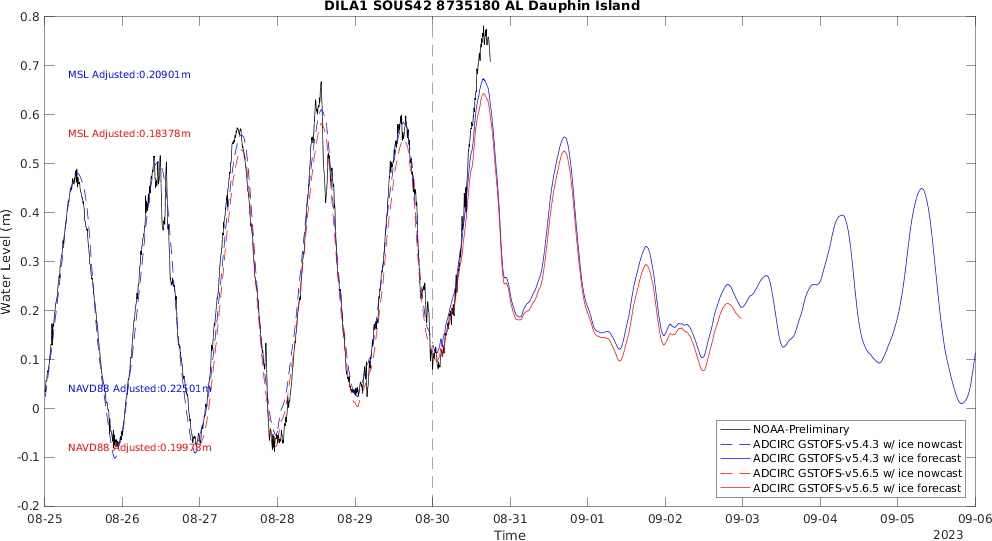 DILA1 SOUS42 8735180 AL Dauphin Island
0.8
0.7
0.6
0.5
0.4
0.3
0.2
0.1
0
-0.1
-0.2
Water Level (m)
MSL Adjusted:0.20901m
MSL Adjusted:0.18378m
NAVD88 Adjusted:0.22501m
NAVD88 Adjusted:0.19978m
NOAA-Preliminary
ADCIRC GSTOFS-v5.4.3 w/ ice nowcast
ADCIRC GSTOFS-v5.4.3 w/ ice forecast
ADCIRC GSTOFS-v5.6.5 w/ ice nowcast
ADCIRC GSTOFS-v5.6.5 w/ ice forecast
08-25 08-26 08-27 08-28 08-29 08-30 08-31 09-01 09-02 09-03 09-04 09-05 09-06
Time
2023